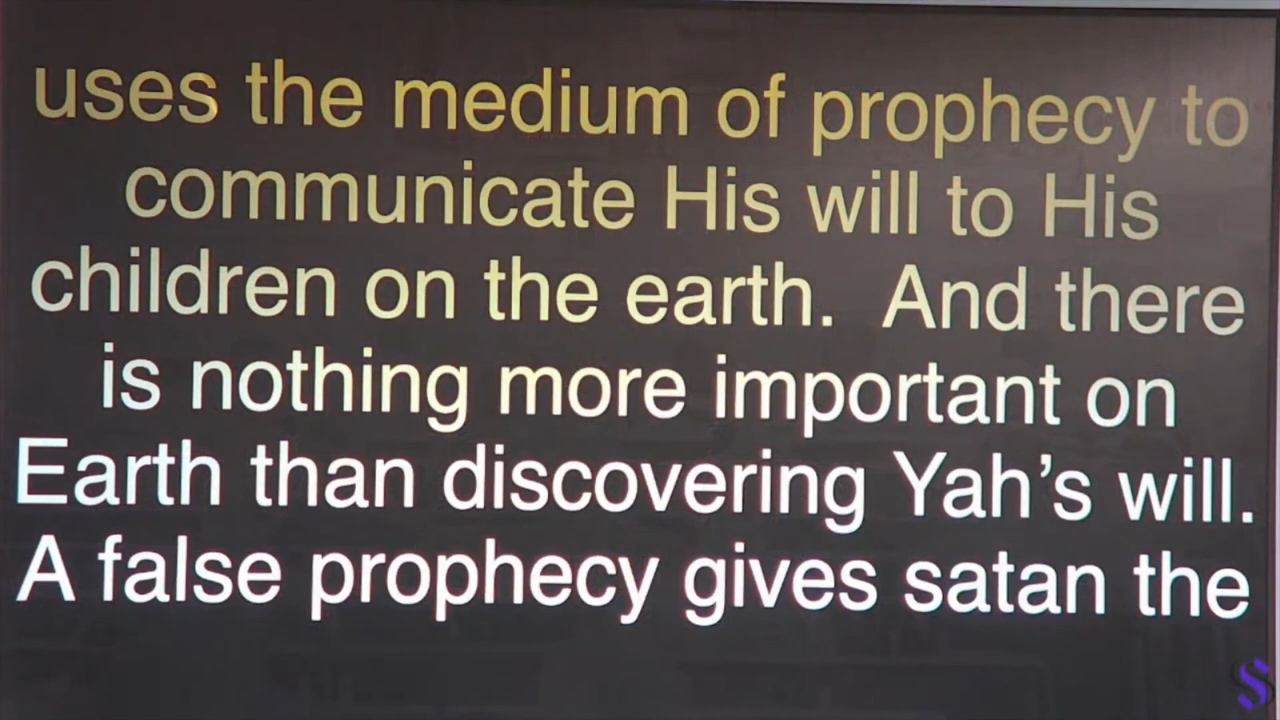 uses the medium of prophecy to
communicate His will to His
children on the earth.  And there
is nothing more important on
Earth than discovering Yah’s will.
A false prophecy gives satan the